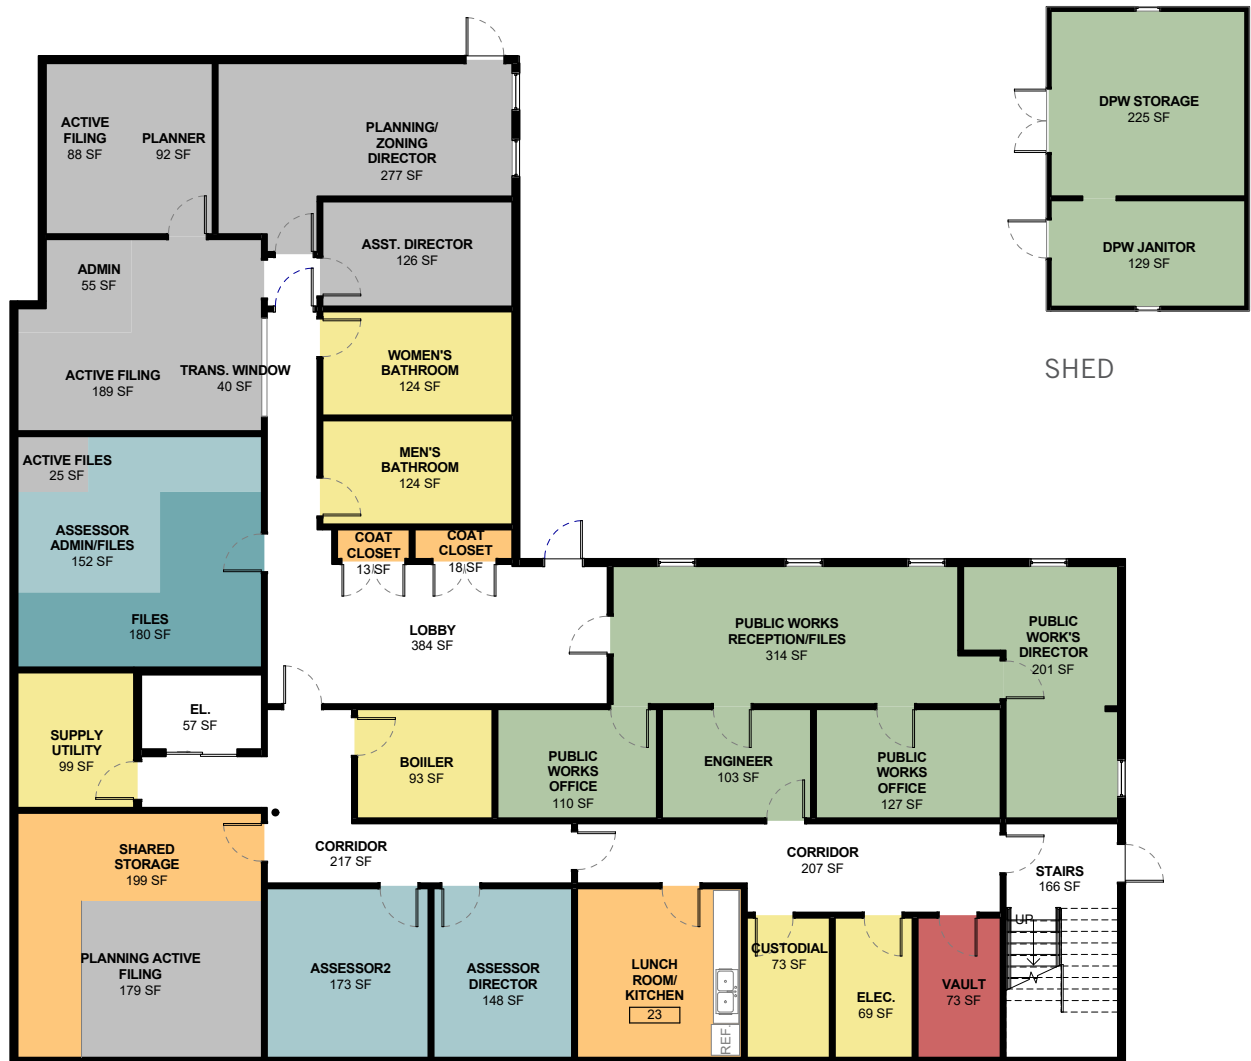 ACTIVE
FILING
88 SF
PLANNER
92 SF
PLANNING/
ZONING
DIRECTOR
277 SF
DPW STORAGE
225 SF
DPW JANITOR
129 SF
SHED
ASST. DIRECTOR
126 SF
ADMIN
55 SF
ACTIVE FILING
189 SF
TRANS. WINDOW
40 SF
WOMEN'S
BATHROOM
124 SF
MEN'S
BATHROOM
124 SF
ACTIVE FILES
25 SF
ASSESSOR
ADMIN/FILES
152 SF
FILES
180 SF
COAT
CLOSET
13 SF
COAT
CLOSET
18 SF
LOBBY
384 SF
PUBLIC WORKS
RECEPTION/FILES
314 SF
PUBLIC
WORK'S
DIRECTOR
201 SF
EL.
57 SF
SUPPLY
UTILITY
99 SF
BOIILER
93 SF
PUBLIC
WORKS
OFFICE
110 SF
ENGINEER
103 SF
PUBLIC
WORKS
OFFICE
127 SF
SHARED
STORAGE
199 SF
CORRIDOR
217 SF
CORRIDOR
207 SF
STAIRS
166 SF
UP
PLANNING ACTIVE
FILING
179 SF
ASSESSOR2
173 SF
ASSESSOR
DIRECTOR
148 SF
LUNCH
ROOM/
KITCHEN
23
REF.
CUSTODIAL
73 SF
ELEC.
69 SF
VAULT
73 SF